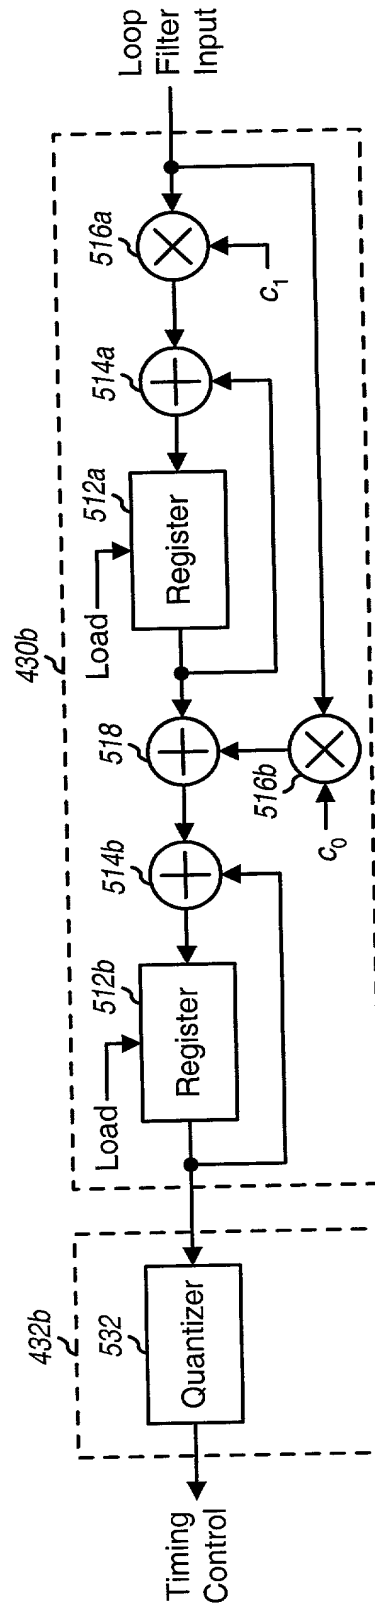 430b
432b
Loop
Filter
Input
516a
c1
514a
512a
Register
Load
518
516b
c0
514b
512b
Register
Load
532
Quantizer
Timing
Control